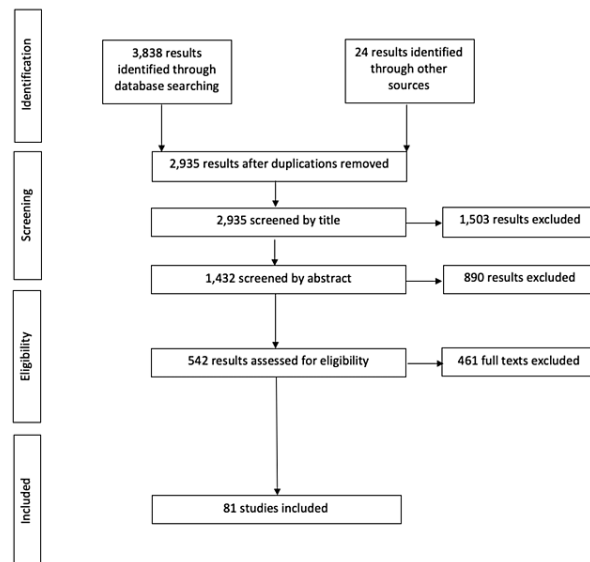 Identification
3,838 results
identified through
database searching
24 results identified
through other
sources
Screening
2,935 results after duplications removed
2,935 screened by title
1,503 results excluded
1,432 screened by abstract
890 results excluded
Eligibility
542 results assessed for eligibility
461 full texts excluded
Included
81 studies included